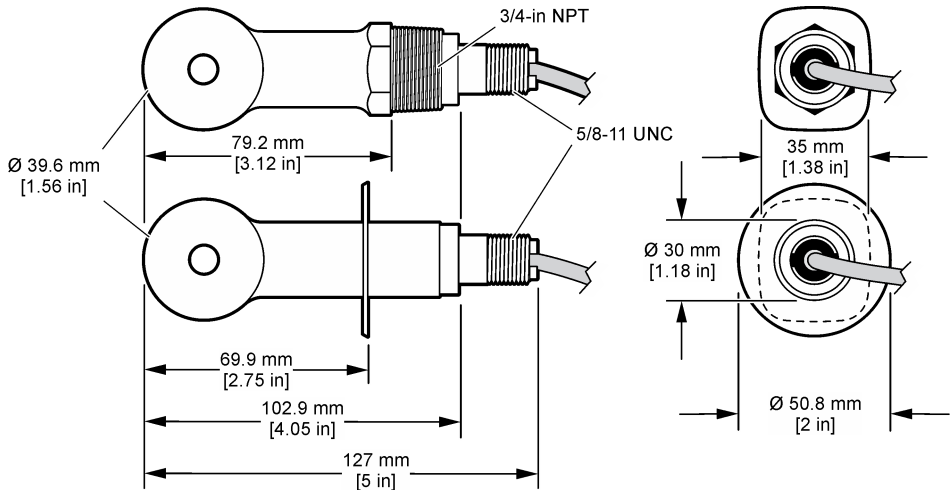 3/4-in NPT
79.2 mm
[3.12 in]
5/8-11 UNC
35 mm
[1.38 in]
Ø 39.6 mm
[1.56 in]
Ø 30 mm
[1.18 in]
69.9 mm
[2.75 in]
102.9 mm
[4.05 in]
Ø 50.8 mm
[2 in]
127 mm
[5 in]